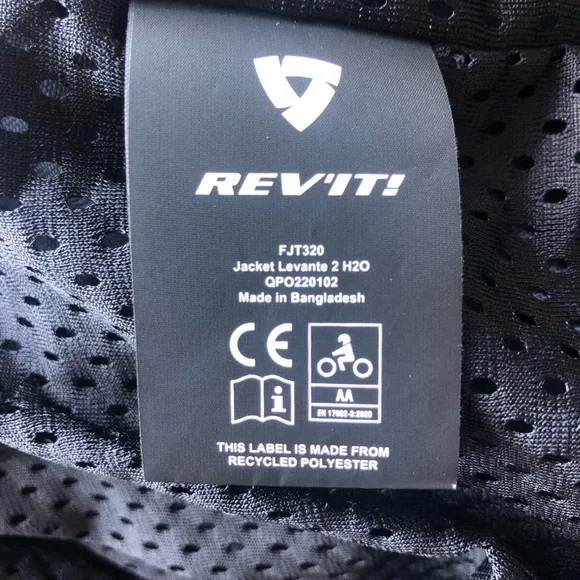 REV'IT!
FJT320
Jacket Levante 2 H2O
QPO220102
Made in Bangladesh
CE
i
AA
EN 17092-3:2020
THIS LABEL IS MADE FROM
RECYCLED POLYESTER